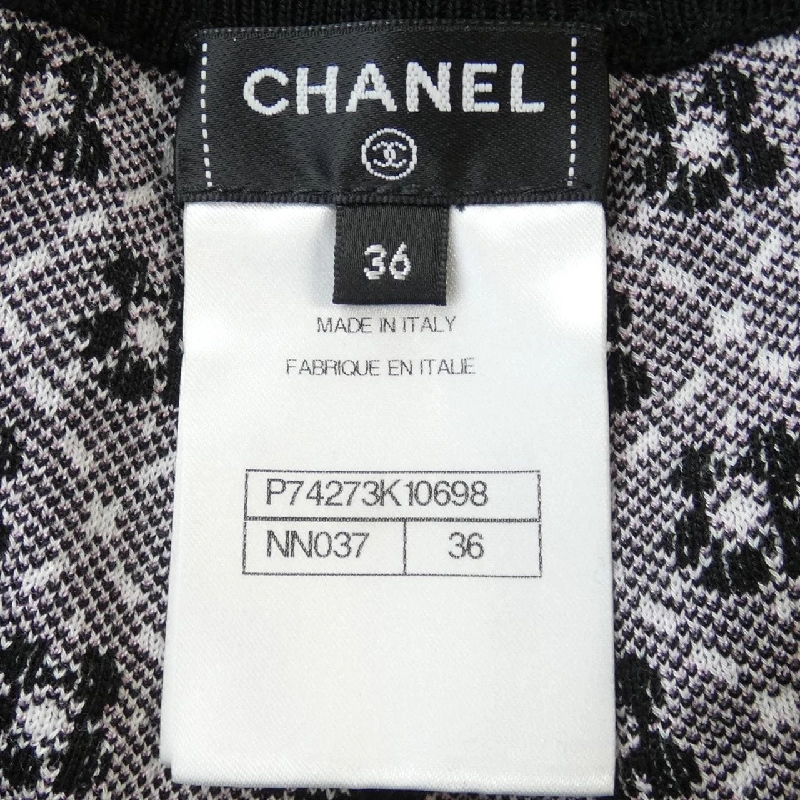 CHANEL
36
MADE IN ITALY
FABRIQUE EN ITALIE
P74273K10698
NN037 36